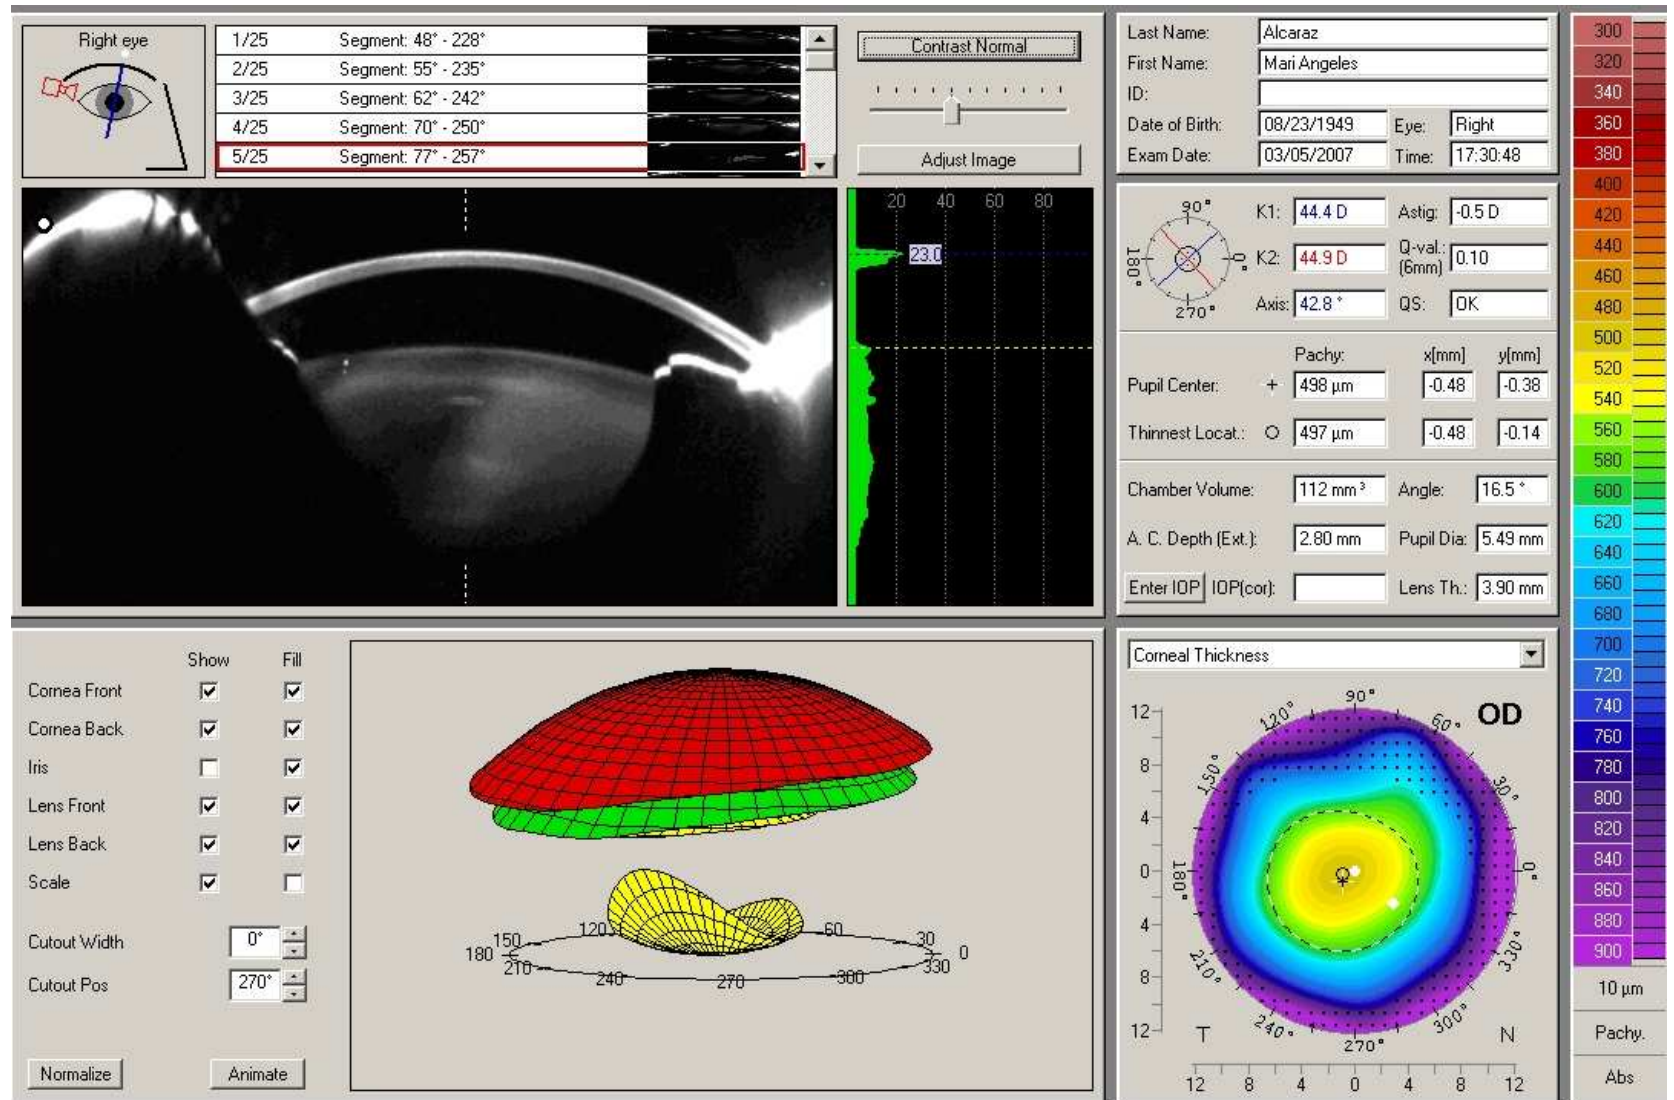 Right eye
1/25 Segment: 48° - 228°
2/25 Segment: 55° - 235°
3/25 Segment: 62° - 242°
4/25 Segment: 70° - 250°
5/25 Segment: 77° - 257°
Contrast Normal
Adjust Image
20 40 60 80
23.0
Last Name: Alcaraz
First Name: Mari Angeles
ID:
Date of Birth: 08/23/1949 Eye: Right
Exam Date: 03/05/2007 Time: 17:30:48
90°
180°
0°
270°
K1: 44.4 D Astig: -0.5 D
K2: 44.9 D Q-val.: (6mm) 0.10
Axis: 42.8 ° QS: OK
Pachy: x[mm] y[mm]
Pupil Center: + 498 µm -0.48 -0.38
Thinnest Locat.: O 497 µm -0.48 -0.14
Chamber Volume: 112 mm³ Angle: 16.5 °
A. C. Depth (Ext.): 2.80 mm Pupil Dia: 5.49 mm
Enter IOP IOP(cor): Lens Th.: 3.90 mm
Show Fill
Cornea Front
Cornea Back
Iris
Lens Front
Lens Back
Scale
Cutout Width 0°
Cutout Pos 270°
Normalize Animate
180 150 120 60 30 0
210 240 270 300 330
Corneal Thickness
OD
90°
120° 60°
150° 30°
180° 0°
210° 330°
240° 300°
270°
12
8
4
0
4
8
12
T N
12 8 4 0 4 8 12
300
320
340
360
380
400
420
440
460
480
500
520
540
560
580
600
620
640
660
680
700
720
740
760
780
800
820
840
860
880
900
10 µm
Pachy.
Abs